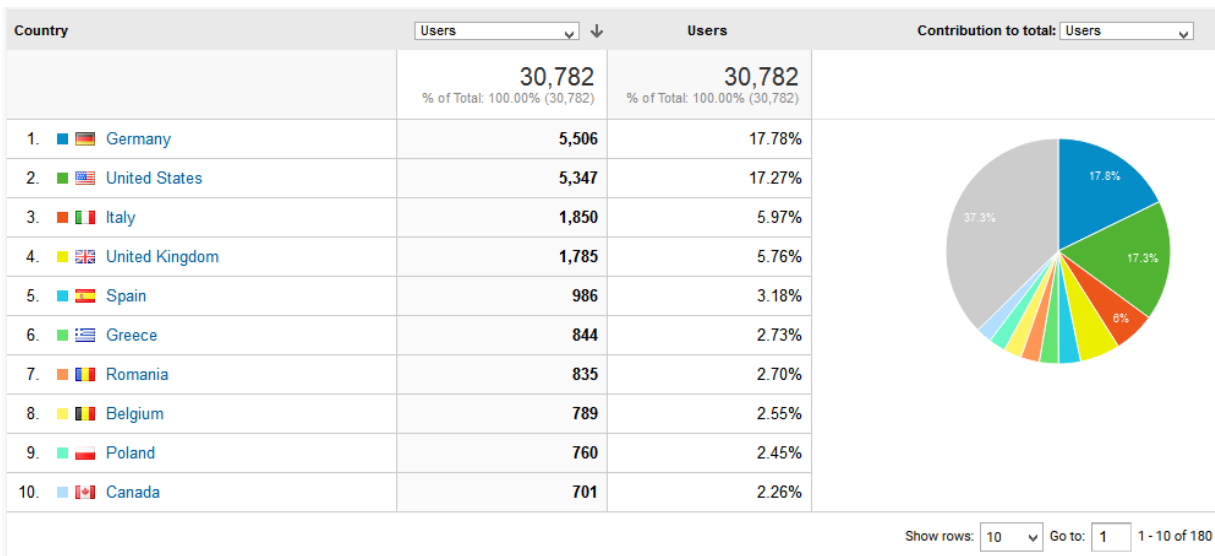 Country Users Users Contribution to total: Users
30,782 30,782
% of Total: 100.00% (30,782) % of Total: 100.00% (30,782)
1. Germany 5,506 17.78%
2. United States 5,347 17.27%
3. Italy 1,850 5.97%
4. United Kingdom 1,785 5.76%
5. Spain 986 3.18%
6. Greece 844 2.73%
7. Romania 835 2.70%
8. Belgium 789 2.55%
9. Poland 760 2.45%
10. Canada 701 2.26%
17.8%
37.3%
17.3%
6%
Show rows: 10 Go to: 1 1 - 10 of 180